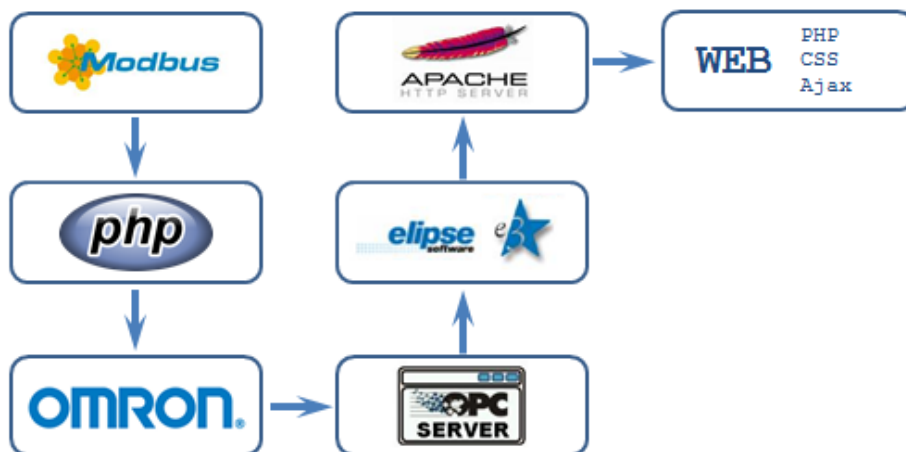 Modbus
APACHE
HTTP SERVER
WEB
PHP
CSS
Ajax
php
elipse
software
e3
OMRON®
OPC
SERVER